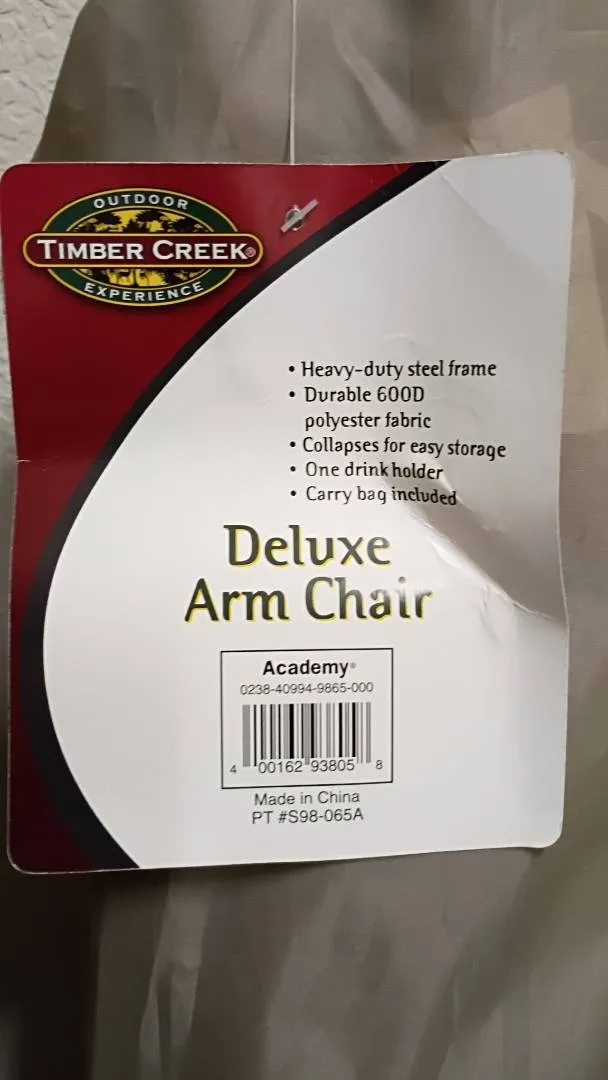 OUTDOOR
TIMBER CREEK®
EXPERIENCE
• Heavy-duty steel frame
• Durable 600D
polyester fabric
• Collapses for easy storage
• One drink holder
• Carry bag included
Deluxe
Arm Chair
Academy®
0238-40994-9865-000
4 00162 93805 8
Made in China
PT #S98-065A